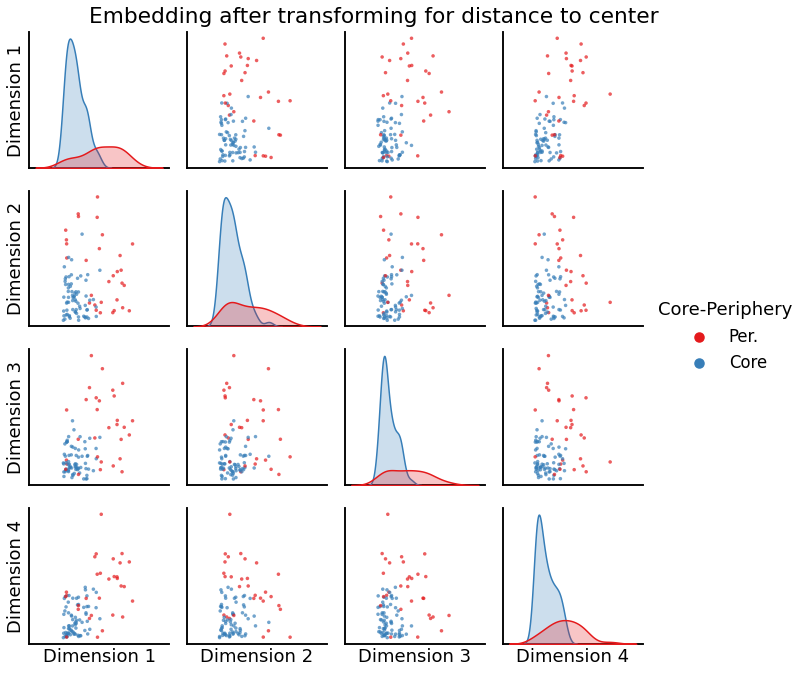 Embedding after transforming for distance to center
Dimension 1
Dimension 2
Dimension 3
Dimension 4
Dimension 1
Dimension 2
Dimension 3
Dimension 4
Core-Periphery
Per.
Core